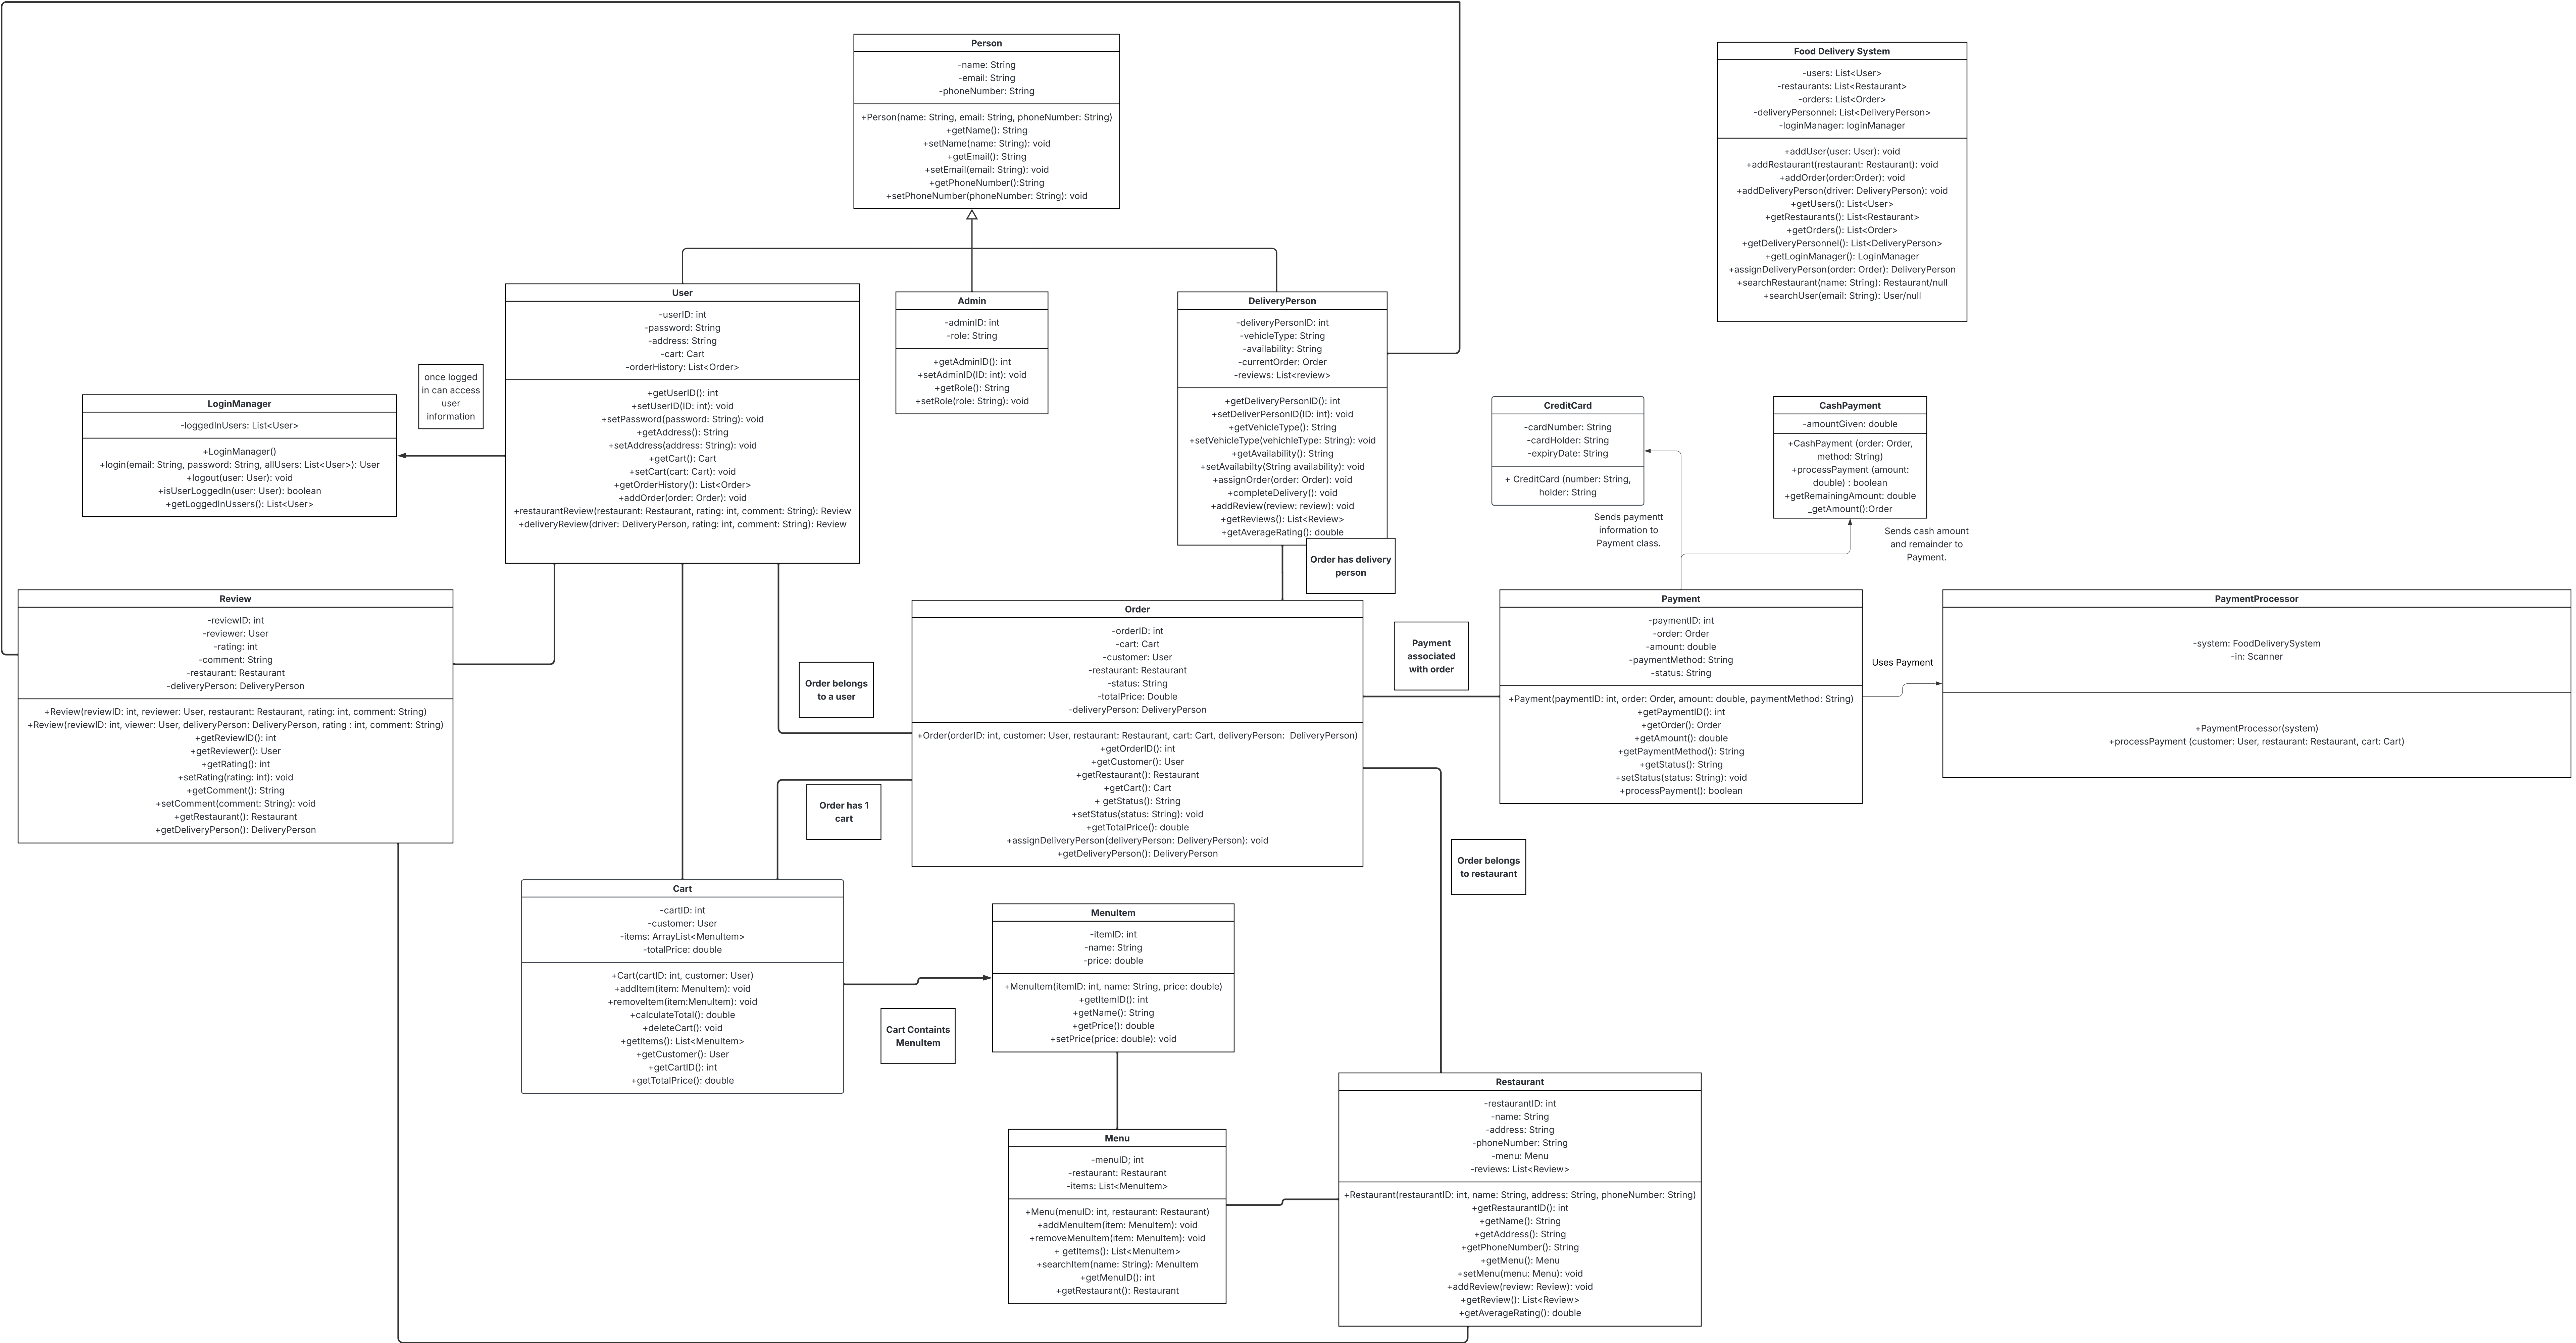 Person
-name: String
-email: String
-phoneNumber: String
+Person(name: String, email: String, phoneNumber: String)
+getName(): String
+setName(name: String): void
+getEmail(): String
+setEmail(email: String): void
+getPhoneNumber():String
+setPhoneNumber(phoneNumber: String): void
Food Delivery System
-users: List<User>
-restaurants: List<Restaurant>
-orders: List<Order>
-deliveryPersonnel: List<DeliveryPerson>
-loginManager: loginManager
+addUser(user: User): void
+addRestaurant(restaurant: Restaurant): void
+addOrder(order:Order): void
+addDeliveryPerson(driver: DeliveryPerson): void
+getUsers(): List<User>
+getRestaurants(): List<Restaurant>
+getOrders(): List<Order>
+getDeliveryPersonnel(): List<DeliveryPerson>
+getLoginManager(): LoginManager
+assignDeliveryPerson(order: Order): DeliveryPerson
+searchRestaurant(name: String): Restaurant/null
+searchUser(email: String): User/null
User
-userID: int
-password: String
-address: String
-cart: Cart
-orderHistory: List<Order>
+getUserID(): int
+setUserID(ID: int): void
+setPassword(password: String): void
+getAddress(): String
+setAddress(address: String): void
+getCart(): Cart
+setCart(cart: Cart): void
+getOrderHistory(): List<Order>
+addOrder(order: Order): void
+restaurantReview(restaurant: Restaurant, rating: int, comment: String): Review
+deliveryReview(driver: DeliveryPerson, rating: int, comment: String): Review
Admin
-adminID: int
-role: String
+getAdminID(): int
+setAdminID(ID: int): void
+getRole(): String
+setRole(role: String): void
DeliveryPerson
-deliveryPersonID: int
-vehicleType: String
-availability: String
-currentOrder: Order
-reviews: List<review>
+getDeliveryPersonID(): int
+setDeliverPersonID(ID: int): void
+getVehicleType(): String
+setVehicleType(vehichleType: String): void
+getAvailability(): String
+setAvailabilty(String availability): void
+assignOrder(order: Order): void
+completeDelivery(): void
+addReview(review: review): void
+getReviews(): List<Review>
+getAverageRating(): double
once logged
in can access
user
information
LoginManager
-loggedInUsers: List<User>
+LoginManager()
+login(email: String, password: String, allUsers: List<User>): User
+logout(user: User): void
+isUserLoggedIn(user: User): boolean
+getLoggedInUssers(): List<User>
CreditCard
-cardNumber: String
-cardHolder: String
-expiryDate: String
+ CreditCard (number: String,
holder: String
Sends paymentt
information to
Payment class.
CashPayment
-amountGiven: double
+CashPayment (order: Order,
method: String)
+processPayment (amount:
double) : boolean
+getRemainingAmount: double
_getAmount():Order
Sends cash amount
and remainder to
Payment.
Order has delivery
person
Review
-reviewID: int
-reviewer: User
-rating: int
-comment: String
-restaurant: Restaurant
-deliveryPerson: DeliveryPerson
+Review(reviewID: int, reviewer: User, restaurant: Restaurant, rating: int, comment: String)
+Review(reviewID: int, viewer: User, deliveryPerson: DeliveryPerson, rating : int, comment: String)
+getReviewID(): int
+getReviewer(): User
+getRating(): int
+setRating(rating: int): void
+getComment(): String
+setComment(comment: String): void
+getRestaurant(): Restaurant
+getDeliveryPerson(): DeliveryPerson
Order belongs
to a user
Order
-orderID: int
-cart: Cart
-customer: User
-restaurant: Restaurant
-status: String
-totalPrice: Double
-deliveryPerson: DeliveryPerson
+Order(orderID: int, customer: User, restaurant: Restaurant, cart: Cart, deliveryPerson:  DeliveryPerson)
+getOrderID(): int
+getCustomer(): User
+getRestaurant(): Restaurant
+getCart(): Cart
+ getStatus(): String
+setStatus(status: String): void
+getTotalPrice(): double
+assignDeliveryPerson(deliveryPerson: DeliveryPerson): void
+getDeliveryPerson(): DeliveryPerson
Payment
associated
with order
Payment
-paymentID: int
-order: Order
-amount: double
-paymentMethod: String
-status: String
+Payment(paymentID: int, order: Order, amount: double, paymentMethod: String)
+getPaymentID(): int
+getOrder(): Order
+getAmount(): double
+getPaymentMethod(): String
+getStatus(): String
+setStatus(status: String): void
+processPayment(): boolean
Uses Payment
PaymentProcessor
-system: FoodDeliverySystem
-in: Scanner
+PaymentProcessor(system)
+processPayment (customer: User, restaurant: Restaurant, cart: Cart)
Order has 1
cart
Order belongs
to restaurant
Cart
-cartID: int
-customer: User
-items: ArrayList<MenuItem>
-totalPrice: double
+Cart(cartID: int, customer: User)
+addItem(item: MenuItem): void
+removeItem(item:MenuItem): void
+calculateTotal(): double
+deleteCart(): void
+getItems(): List<MenuItem>
+getCustomer(): User
+getCartID(): int
+getTotalPrice(): double
Cart Containts
MenuItem
MenuItem
-itemID: int
-name: String
-price: double
+MenuItem(itemID: int, name: String, price: double)
+getItemID(): int
+getName(): String
+getPrice(): double
+setPrice(price: double): void
Menu
-menuID; int
-restaurant: Restaurant
-items: List<MenuItem>
+Menu(menuID: int, restaurant: Restaurant)
+addMenuItem(item: MenuItem): void
+removeMenuItem(item: MenuItem): void
+ getItems(): List<MenuItem>
+searchItem(name: String): MenuItem
+getMenuID(): int
+getRestaurant(): Restaurant
Restaurant
-restaurantID: int
-name: String
-address: String
-phoneNumber: String
-menu: Menu
-reviews: List<Review>
+Restaurant(restaurantID: int, name: String, address: String, phoneNumber: String)
+getRestaurantID(): int
+getName(): String
+getAddress(): String
+getPhoneNumber(): String
+getMenu(): Menu
+setMenu(menu: Menu): void
+addReview(review: Review): void
+getReview(): List<Review>
+getAverageRating(): double